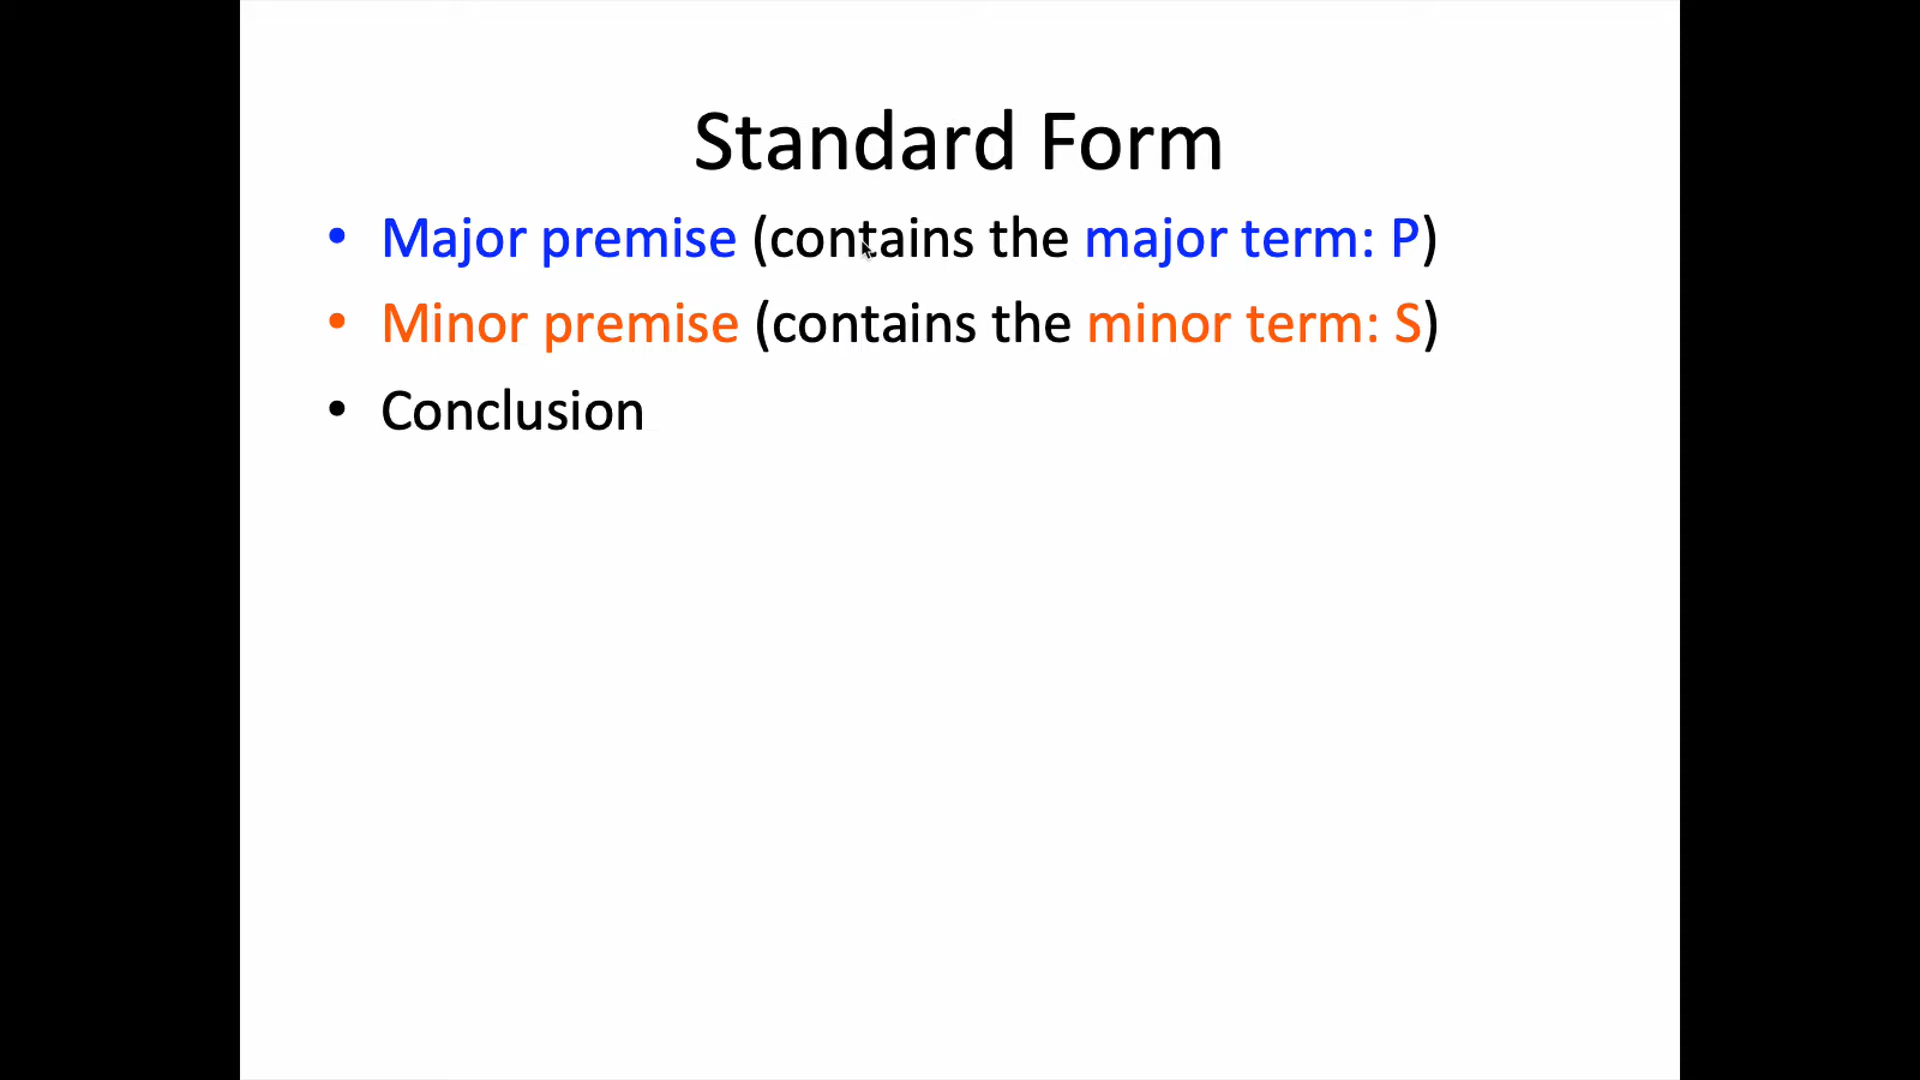 Standard Form
• Major premise (contains the major term: P)
• Minor premise (contains the minor term: S)
• Conclusion